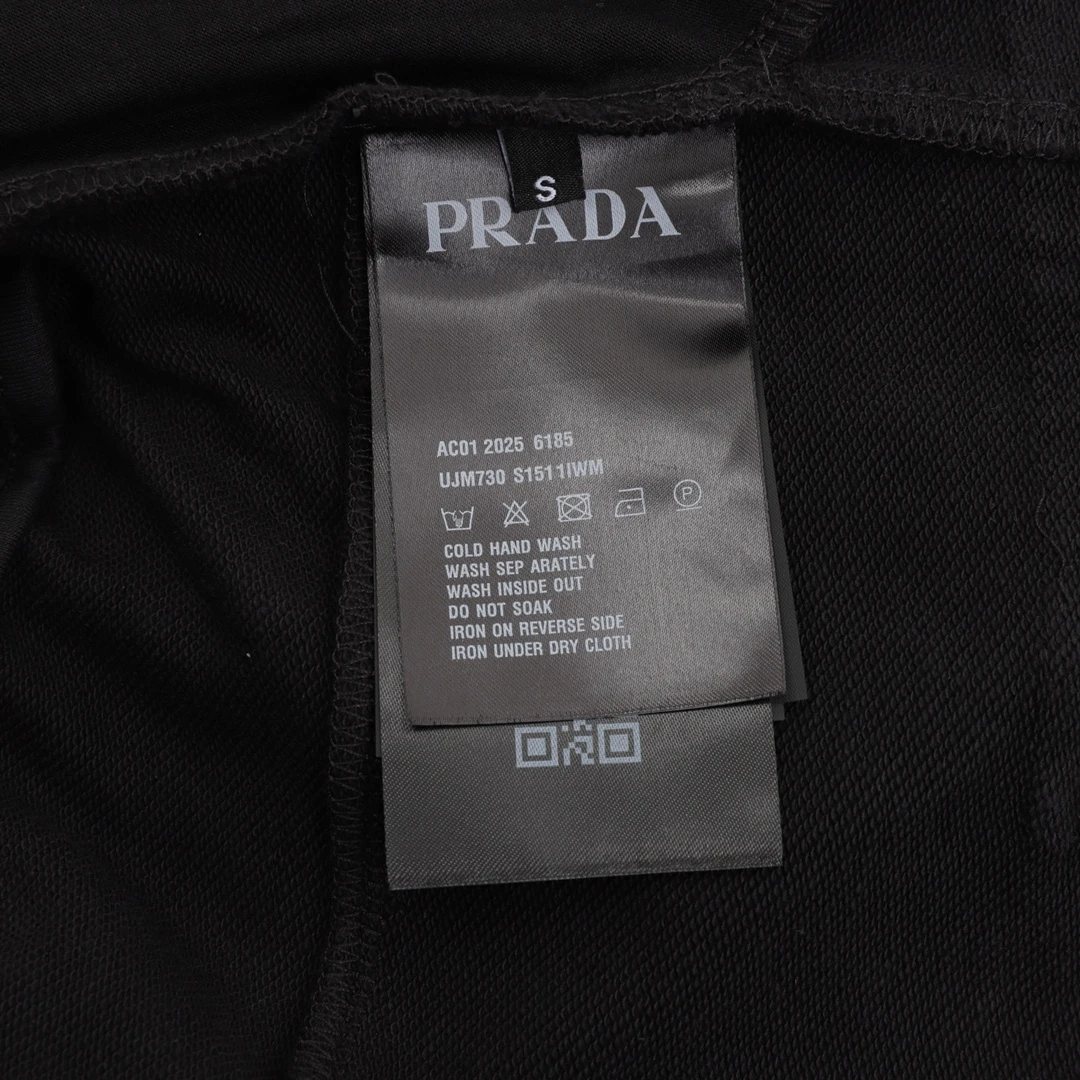 S
PRADA
AC01 2025 6185
UJM730 S1511IWM
P
COLD HAND WASH
WASH SEP ARATELY
WASH INSIDE OUT
DO NOT SOAK
IRON ON REVERSE SIDE
IRON UNDER DRY CLOTH